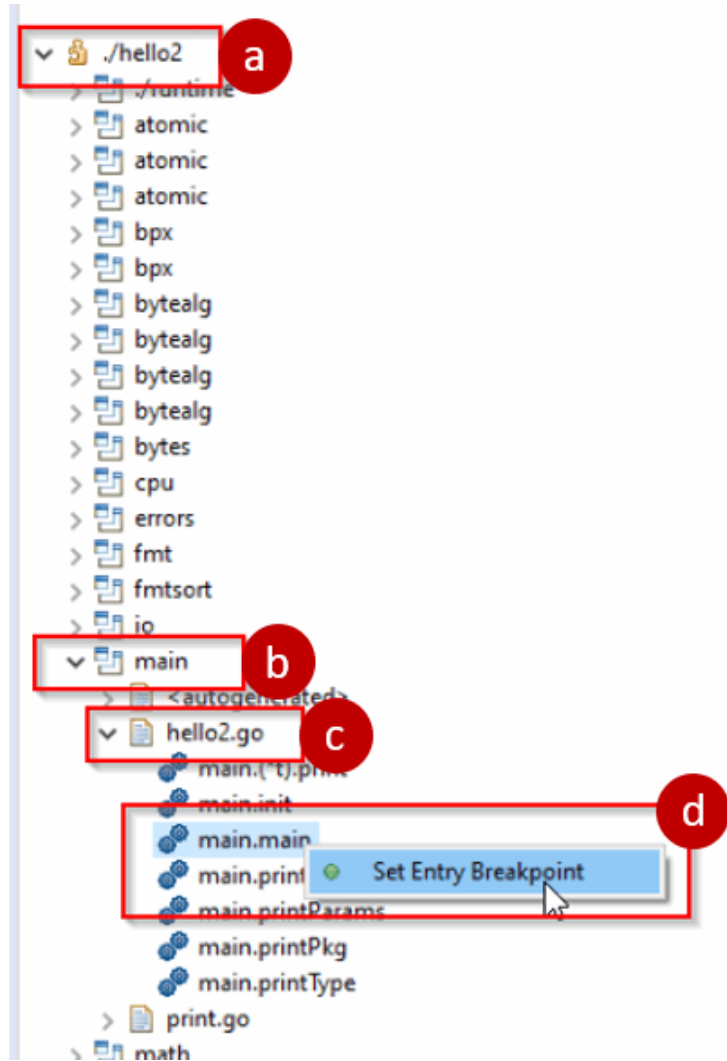 ./hello2
a
./runtime
atomic
atomic
atomic
bpx
bpx
bytealg
bytealg
bytealg
bytealg
bytes
cpu
errors
fmt
fmtsort
io
main
b
<autogenerated>
hello2.go
c
main.(*t).print
main.init
d
main.main
main.print
Set Entry Breakpoint
main.printParams
main.printPkg
main.printType
print.go
math